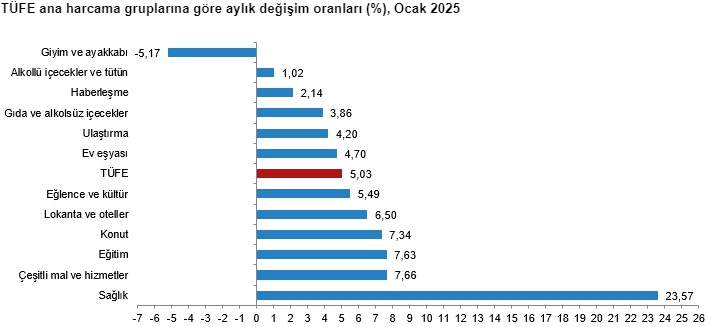 TÜFE ana harcama gruplarına göre aylık değişim oranları (%), Ocak 2025
Giyim ve ayakkabı -5,17
Alkollü içecekler ve tütün 1,02
Haberleşme 2,14
Gıda ve alkolsüz içecekler 3,86
Ulaştırma 4,20
Ev eşyası 4,70
TÜFE 5,03
Eğlence ve kültür 5,49
Lokanta ve oteller 6,50
Konut 7,34
Eğitim 7,63
Çeşitli mal ve hizmetler 7,66
Sağlık 23,57
-7 -6 -5 -4 -3 -2 -1 0 1 2 3 4 5 6 7 8 9 10 11 12 13 14 15 16 17 18 19 20 21 22 23 24 25 26